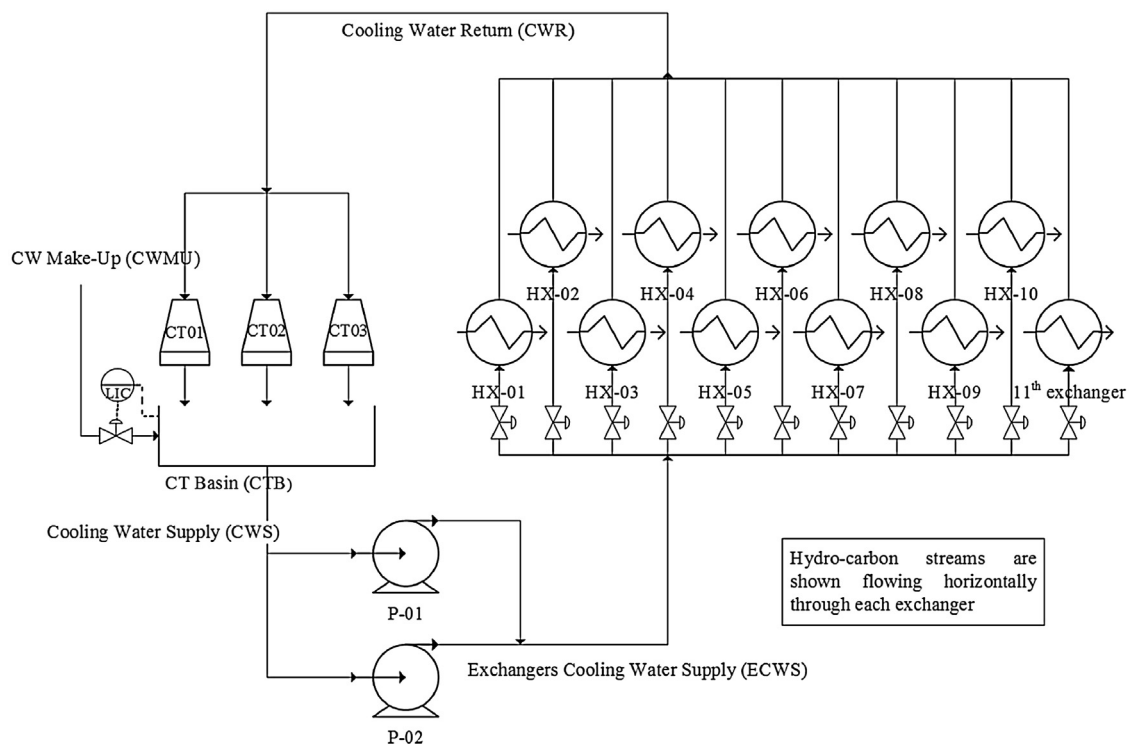 Cooling Water Return (CWR)
CW Make-Up (CWMU)
CT01
CT02
CT03
LIC
CT Basin (CTB)
Cooling Water Supply (CWS)
P-01
P-02
Exchangers Cooling Water Supply (ECWS)
HX-02
HX-04
HX-06
HX-08
HX-10
HX-01
HX-03
HX-05
HX-07
HX-09
11th exchanger
Hydro-carbon streams are
shown flowing horizontally
through each exchanger